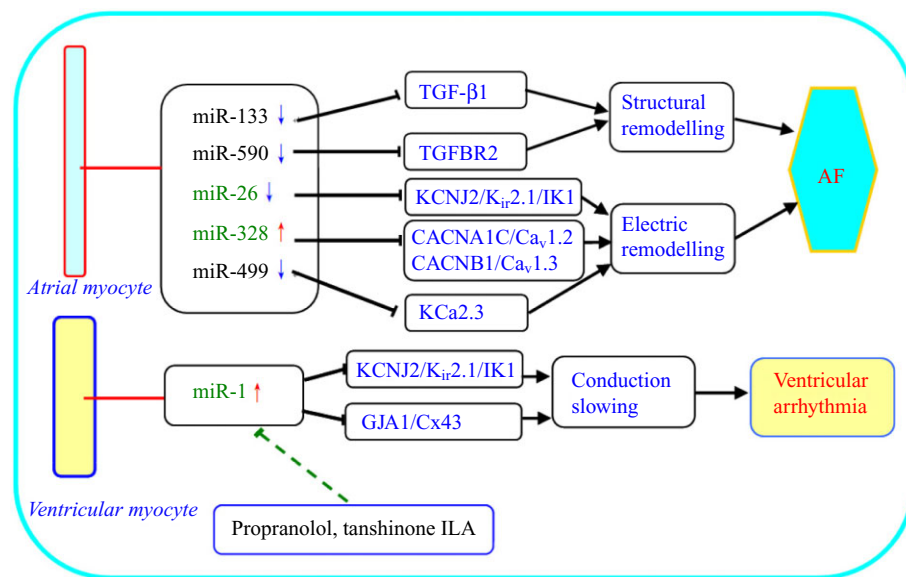 miR-133 ↓
miR-590 ↓
miR-26 ↓
miR-328 ↑
miR-499 ↓
TGF-β1
TGFBR2
KCNJ2/Kir2.1/IK1
CACNA1C/Cav1.2
CACNB1/Cav1.3
KCa2.3
Structural
remodelling
Electric
remodelling
AF
Atrial myocyte
miR-1 ↑
KCNJ2/Kir2.1/IK1
GJA1/Cx43
Conduction
slowing
Ventricular
arrhythmia
Ventricular myocyte
Propranolol, tanshinone ILA